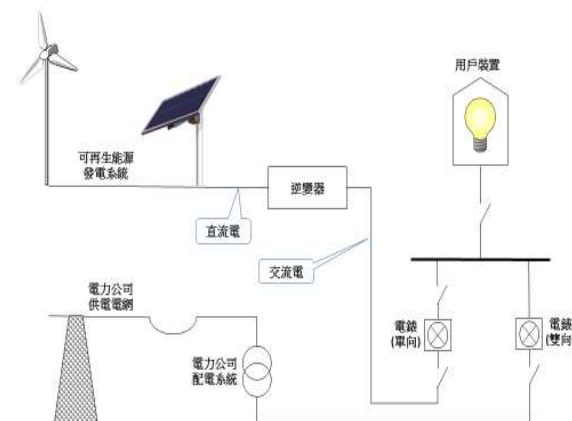 用戶裝置
可再生能源
發電系統
逆變器
直流電
交流電
電力公司
供電電網
電錶
(單向)
電錶
(雙向
電力公司
配電系統